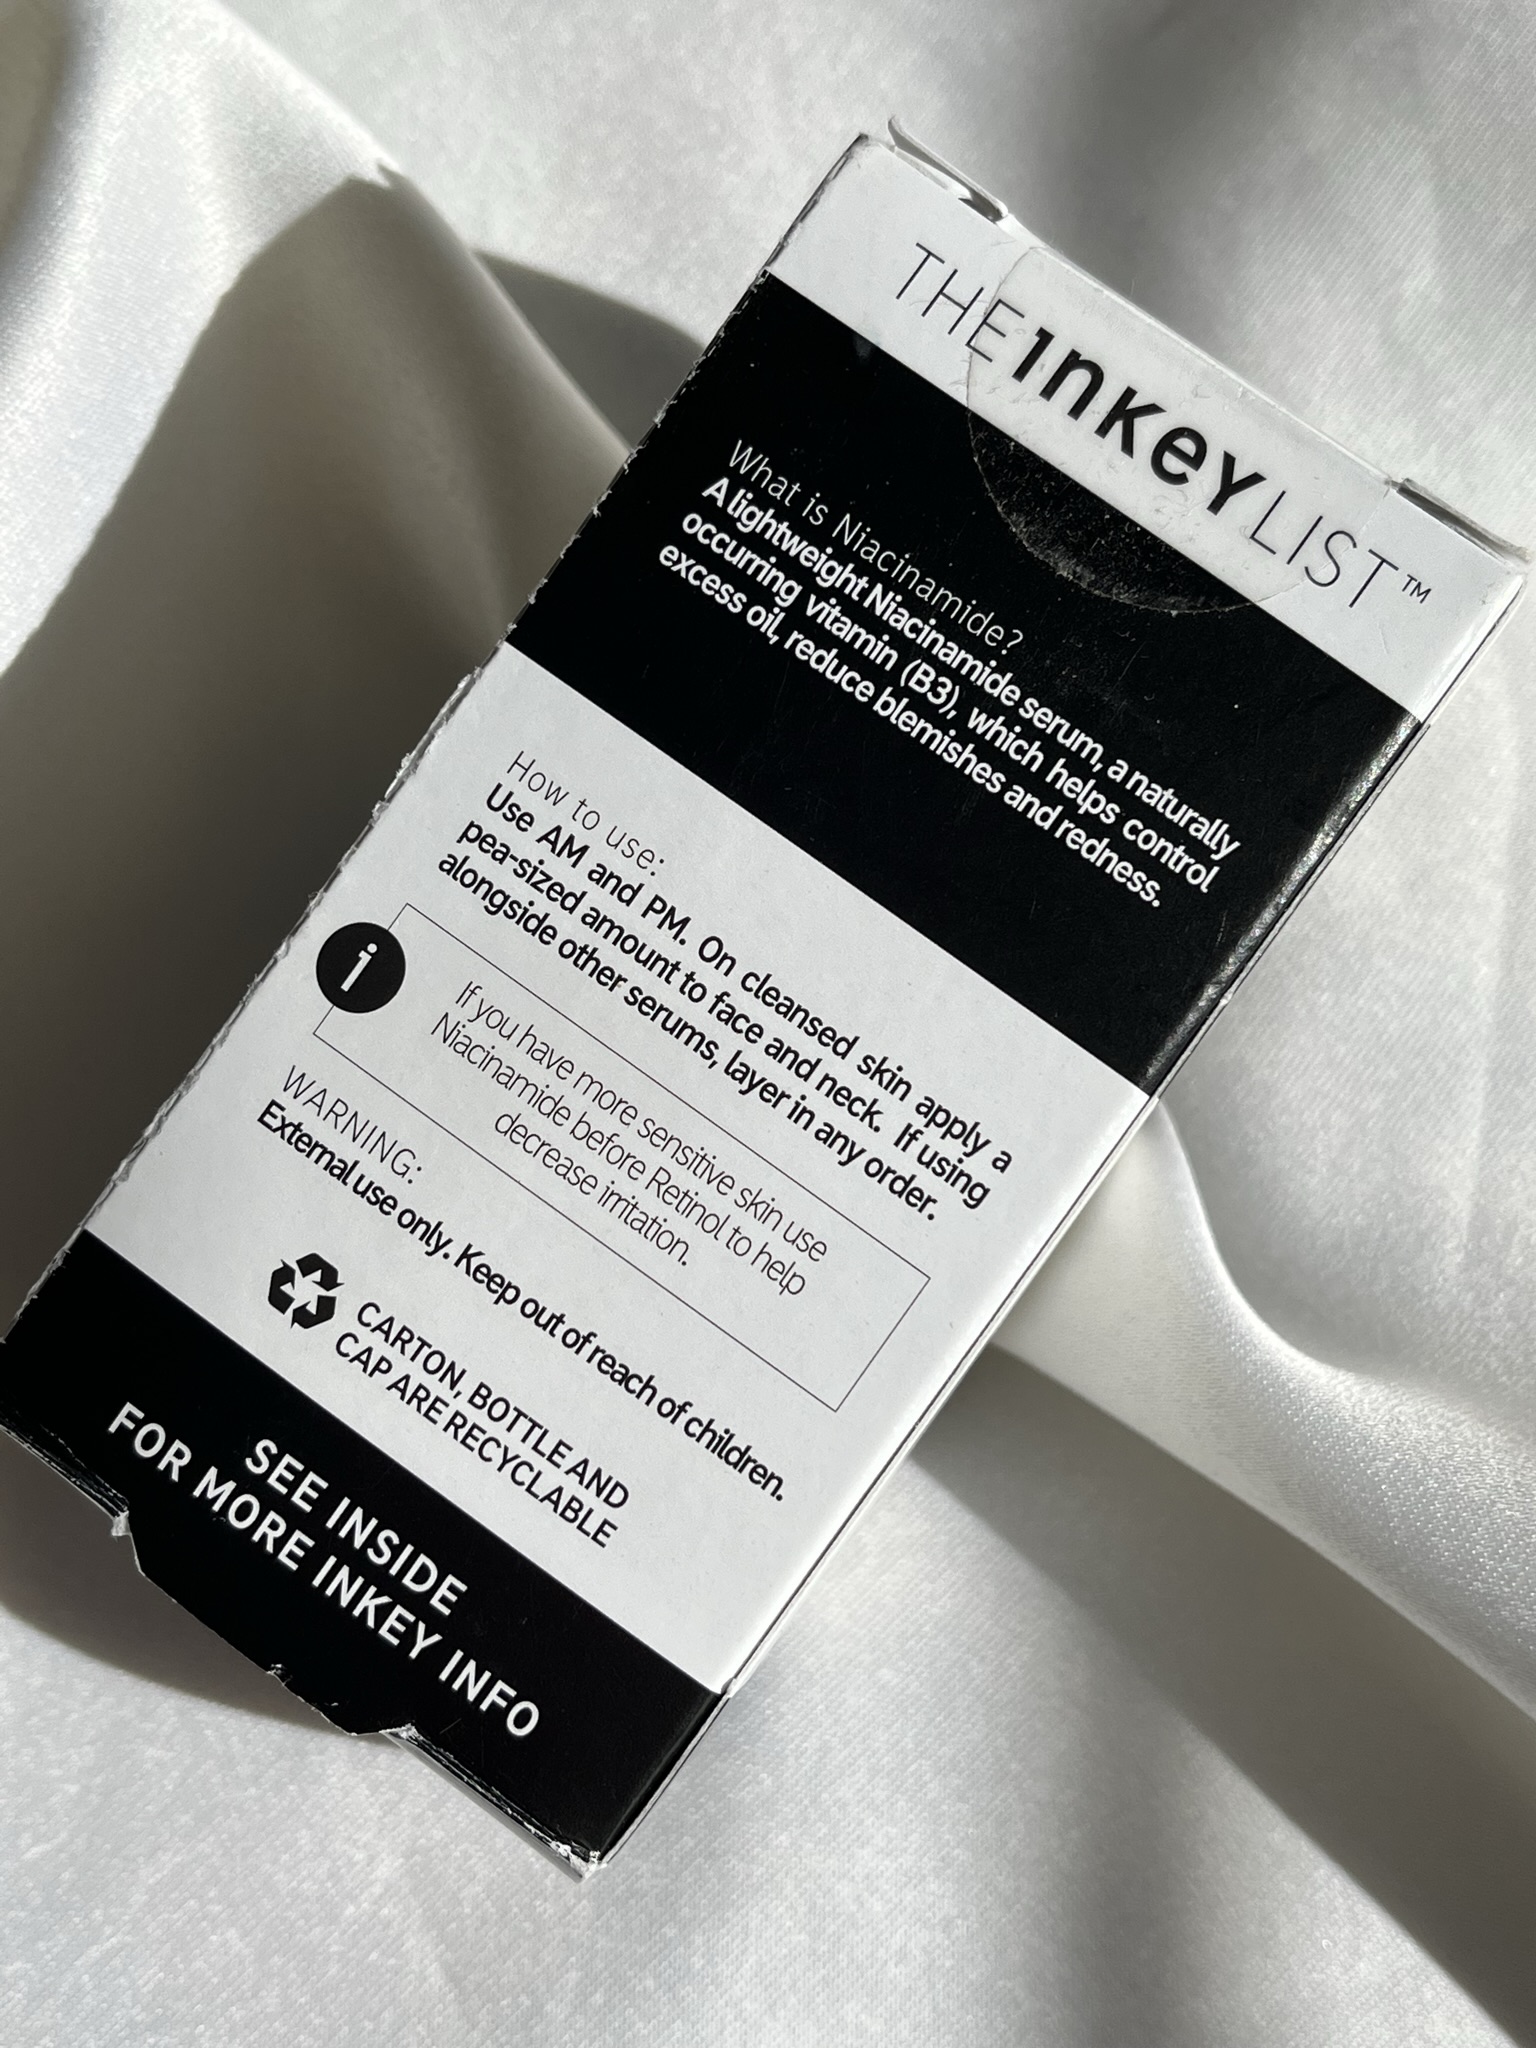 THE INKEY LIST™
What is Niacinamide?
A lightweight Niacinamide serum, a naturally
occurring vitamin (B3), which helps control
excess oil, reduce blemishes and redness.
How to use:
Use AM and PM. On cleansed skin apply a
pea-sized amount to face and neck. If using
alongside other serums, layer in any order.
i
If you have more sensitive skin use
Niacinamide before Retinol to help
decrease irritation.
WARNING:
External use only. Keep out of reach of children.
CARTON, BOTTLE AND
CAP ARE RECYCLABLE
SEE INSIDE
FOR MORE INKEY INFO